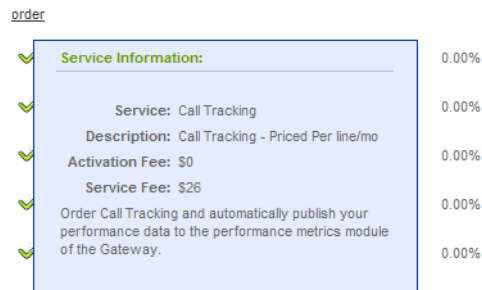 order
Service Information:
0.00%
Service: Call Tracking
0.00%
Description: Call Tracking - Priced Per line/mo
Activation Fee: $0
0.00%
Service Fee: $26
Order Call Tracking and automatically publish your
0.00%
performance data to the performance metrics module
of the Gateway.
0.00%